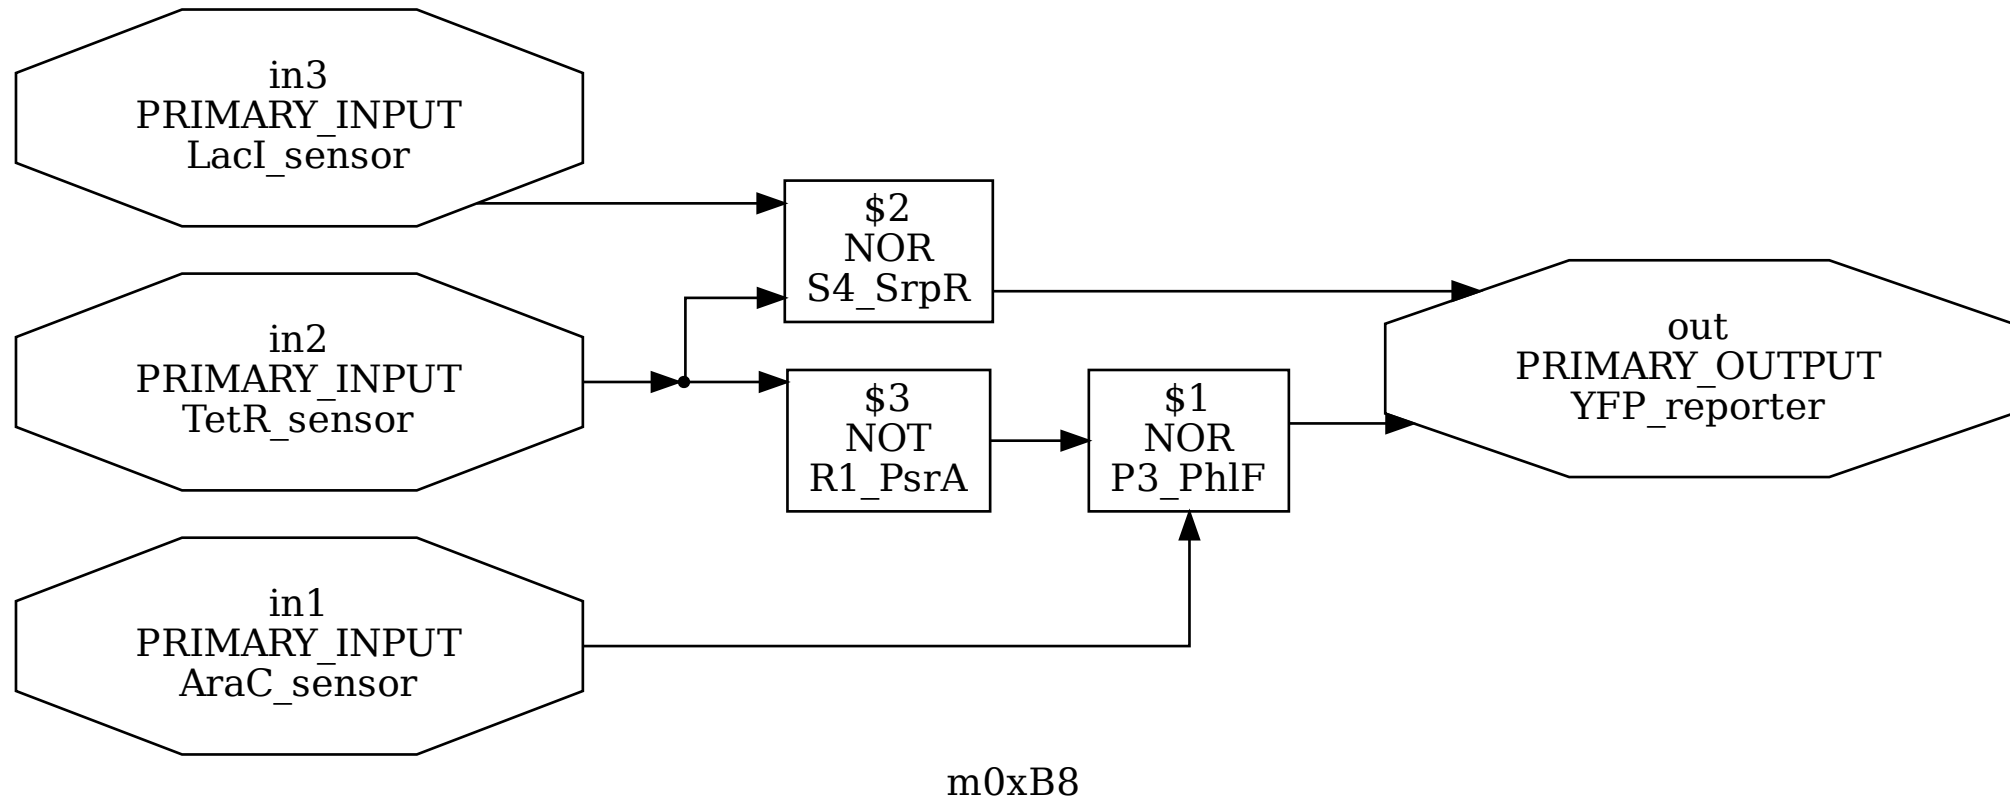 in3
PRIMARY_INPUT
LacI_sensor
$2
NOR
S4_SrpR
in2
PRIMARY_INPUT
TetR_sensor
$3
NOT
R1_PsrA
$1
NOR
P3_PhlF
out
PRIMARY_OUTPUT
YFP_reporter
in1
PRIMARY_INPUT
AraC_sensor
m0xB8